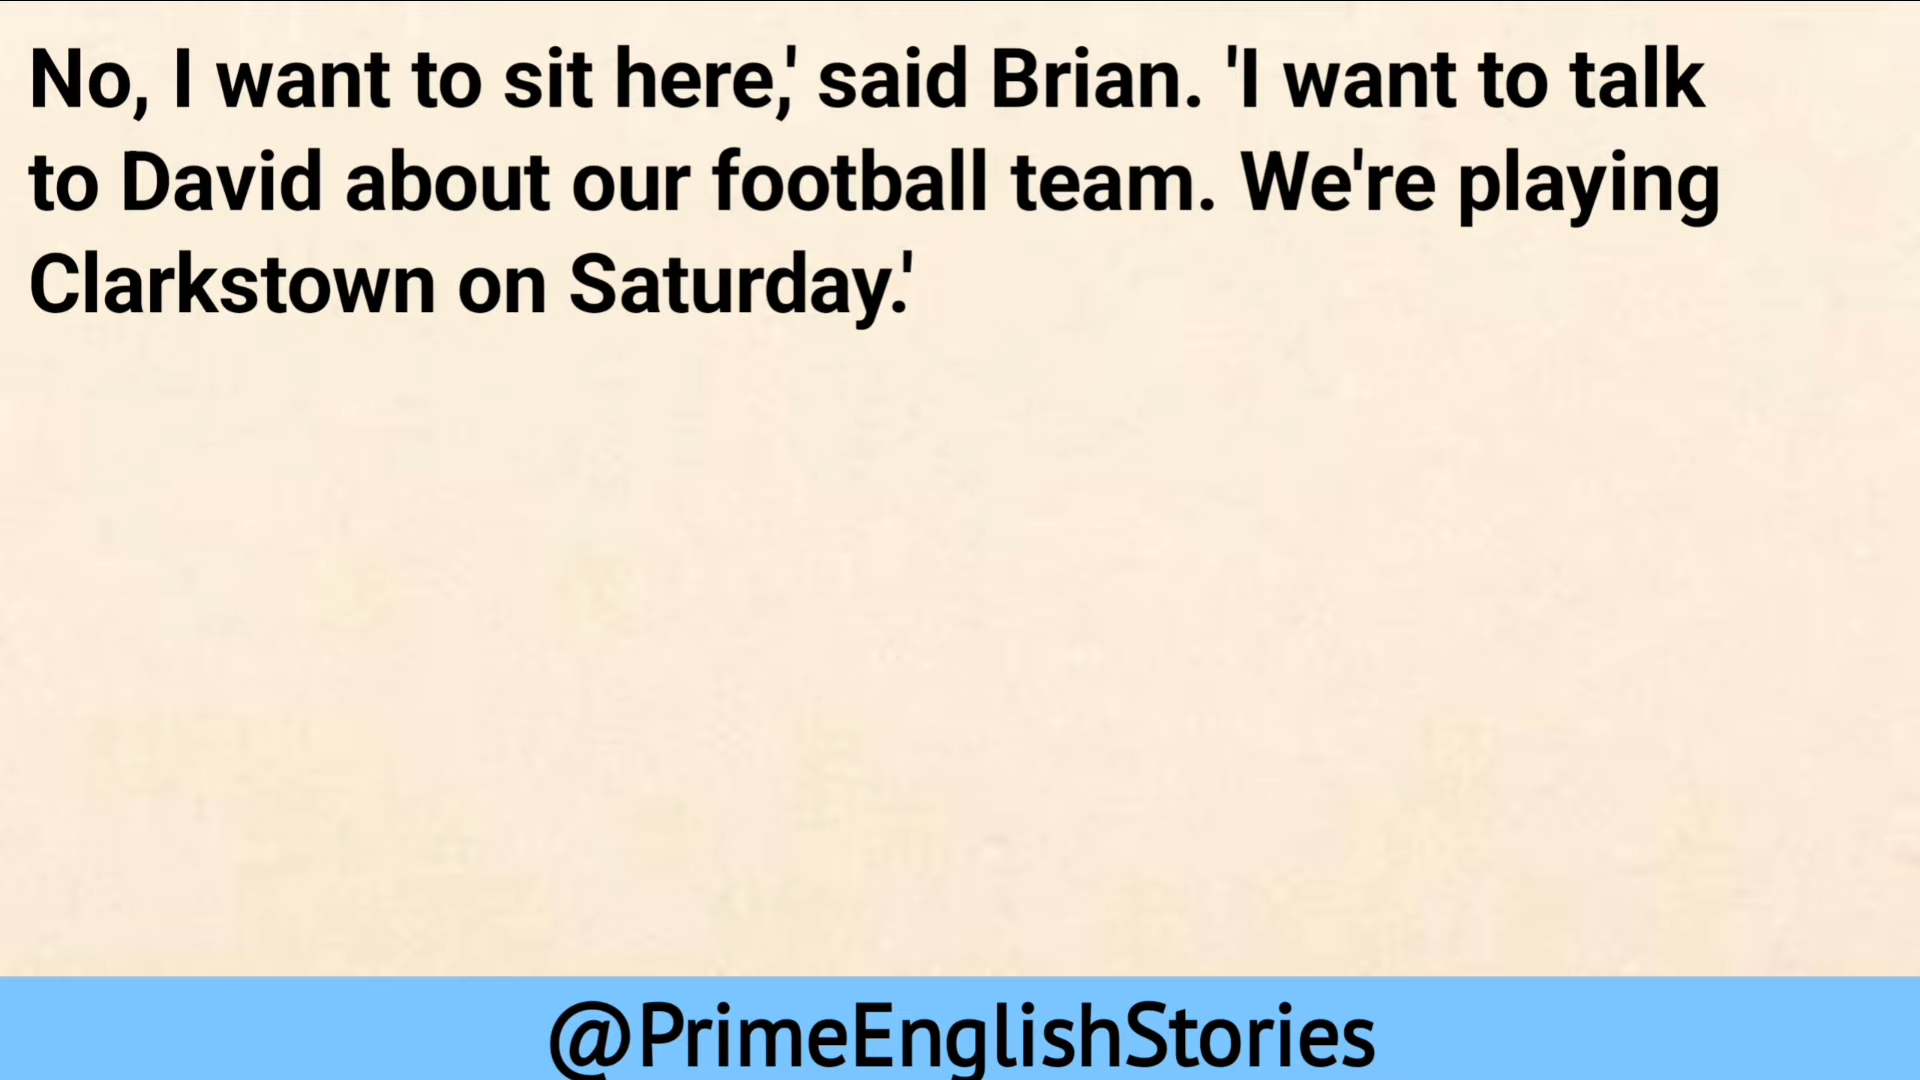 No, I want to sit here,' said Brian. 'I want to talk
to David about our football team. We're playing
Clarkstown on Saturday.'
@PrimeEnglishStories